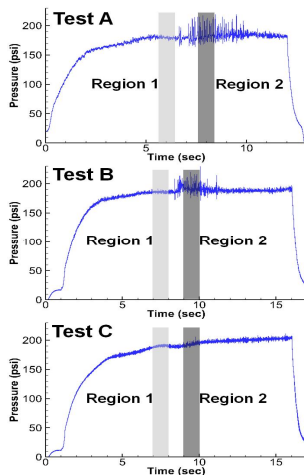 Test A
200
150
100
50
0
Pressure (psi)
Region 1
Region 2
5
10
Time (sec)
Test B
200
150
100
50
0
Pressure (psi)
Region 1
Region 2
0
5
10
15
Time (sec)
Test C
200
150
100
50
0
Pressure (psi)
Region 1
Region 2
0
5
10
15
Time (sec)